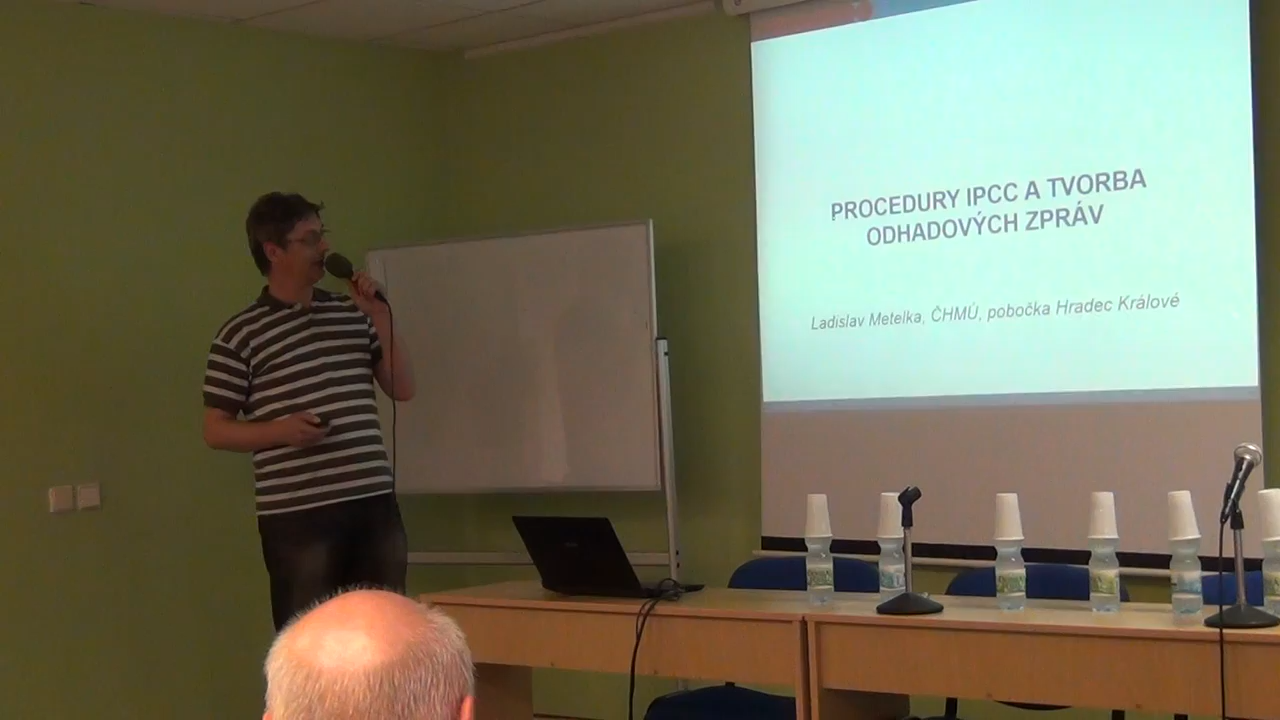 PROCEDURY IPCC A TVORBA
ODHADOVÝCH ZPRÁV
Ladislav Metelka, ČHMÚ, pobočka Hradec Králové